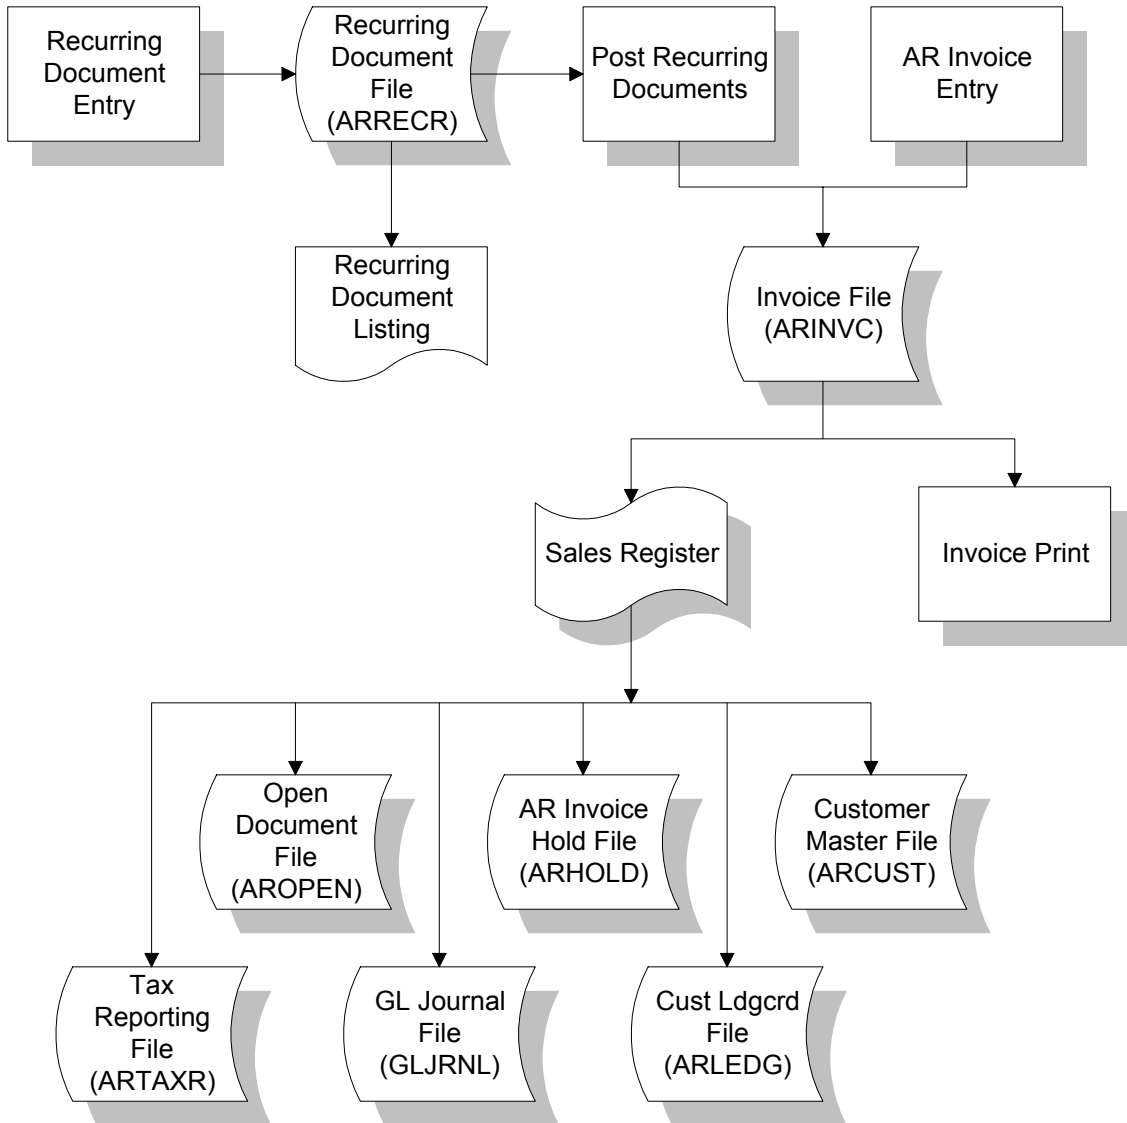 Recurring
Document
Entry
Recurring
Document
File
(ARRECR)
Post Recurring
Documents
AR Invoice
Entry
Recurring
Document
Listing
Invoice File
(ARINVC)
Sales Register
Invoice Print
Open
Document
File
(AROPEN)
AR Invoice
Hold File
(ARHOLD)
Customer
Master File
(ARCUST)
Tax
Reporting
File
(ARTAXR)
GL Journal
File
(GLJRNL)
Cust Ldgcrd
File
(ARLEDG)